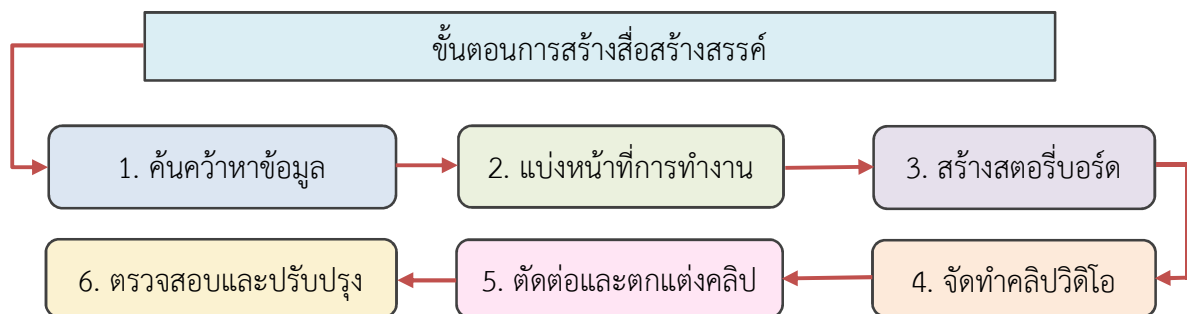 ขั้นตอนการสร้างสื่อสร้างสรรค์
1. ค้นคว้าหาข้อมูล
2. แบ่งหน้าที่การทำงาน
3. สร้างสตอรี่บอร์ด
4. จัดทำคลิปวิดิโอ
5. ตัดต่อและตกแต่งคลิป
6. ตรวจสอบและปรับปรุง